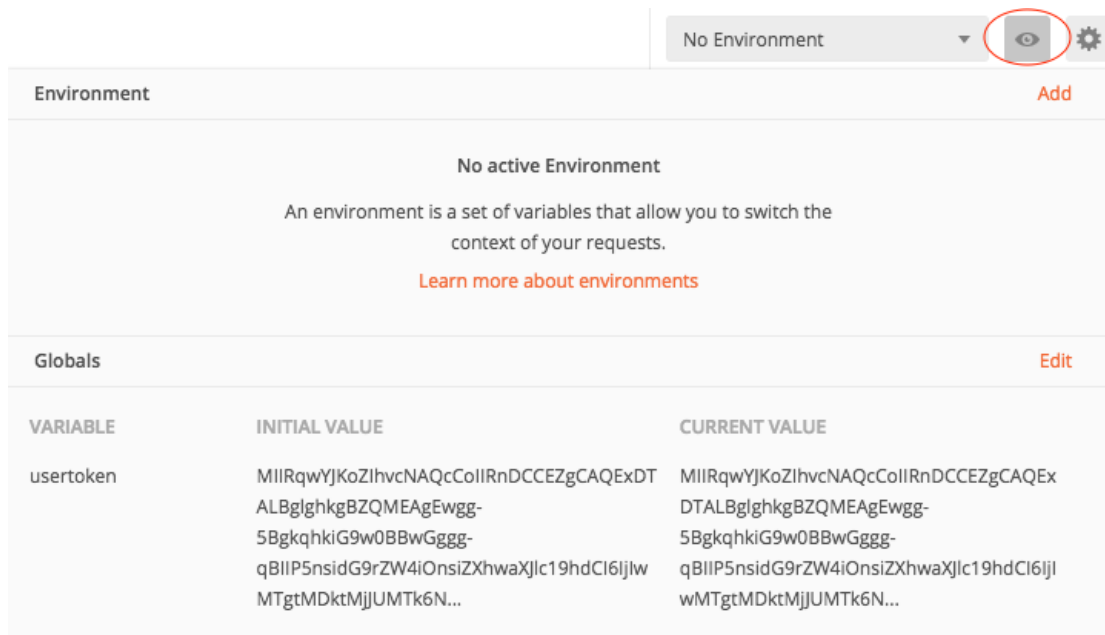 No Environment
Environment
Add
No active Environment
An environment is a set of variables that allow you to switch the
context of your requests.
Learn more about environments
Globals
Edit
VARIABLE
INITIAL VALUE
CURRENT VALUE
usertoken
MIIRqwYJKoZIhvcNAQcCoIIRnDCCEZgCAQExDT
ALBglghkgBZQMEAgEwgg-
5BgkqhkiG9w0BBwGggg-
qBIIP5nsidG9rZW4iOnsiZXhwaXJlc19hdCI6IjIw
MTgtMDktMjJUMTk6N...
MIIRqwYJKoZIhvcNAQcCoIIRnDCCEZgCAQEx
DTALBglghkgBZQMEAgEwgg-
5BgkqhkiG9w0BBwGggg-
qBIIP5nsidG9rZW4iOnsiZXhwaXJlc19hdCI6IjI
wMTgtMDktMjJUMTk6N...